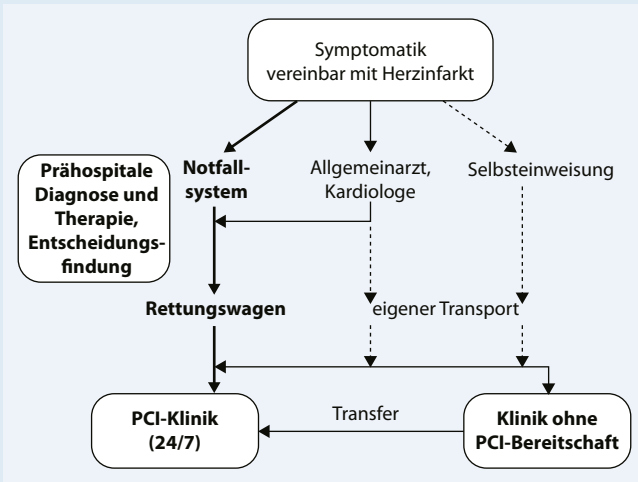 Symptomatik
vereinbar mit Herzinfarkt
Prähospitale
Diagnose und
Therapie,
Entscheidungs-
findung
Notfall-
system
Allgemeinarzt,
Kardiologe
Selbsteinweisung
Rettungswagen
eigener Transport
PCI-Klinik
(24/7)
Transfer
Klinik ohne
PCI-Bereitschaft